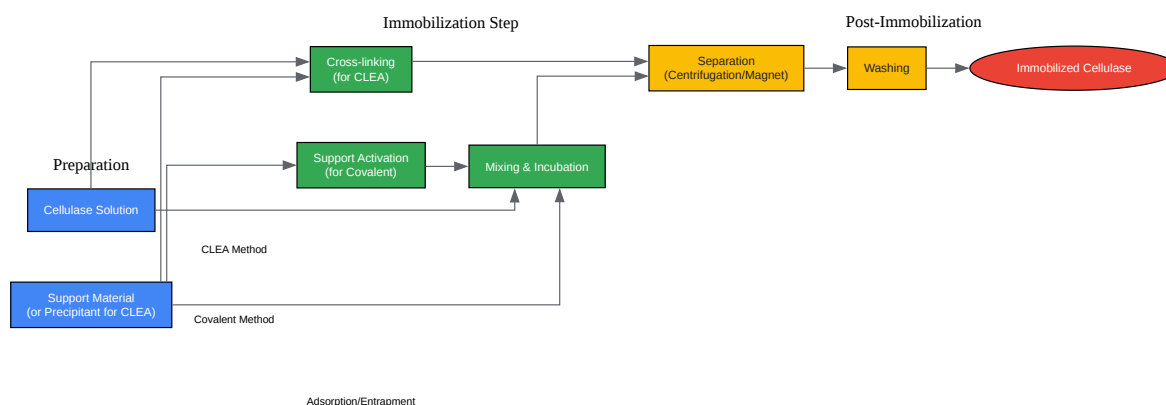 Immobilization Step
Post-Immobilization
Cross-linking
(for CLEA)
Separation
(Centrifugation/Magnet)
Washing
Immobilized Cellulase
Preparation
Support Activation
(for Covalent)
Mixing & Incubation
Cellulase Solution
CLEA Method
Support Material
(or Precipitant for CLEA)
Covalent Method
Adsorption/Entrapment